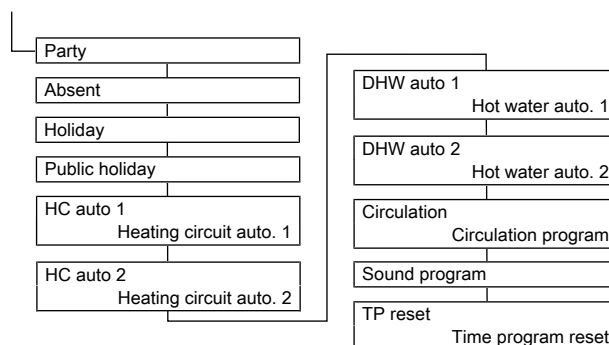 Party
Absent
Holiday
Public holiday
HC auto 1
Heating circuit auto. 1
HC auto 2
Heating circuit auto. 2
DHW auto 1
Hot water auto. 1
DHW auto 2
Hot water auto. 2
Circulation
Circulation program
Sound program
TP reset
Time program reset